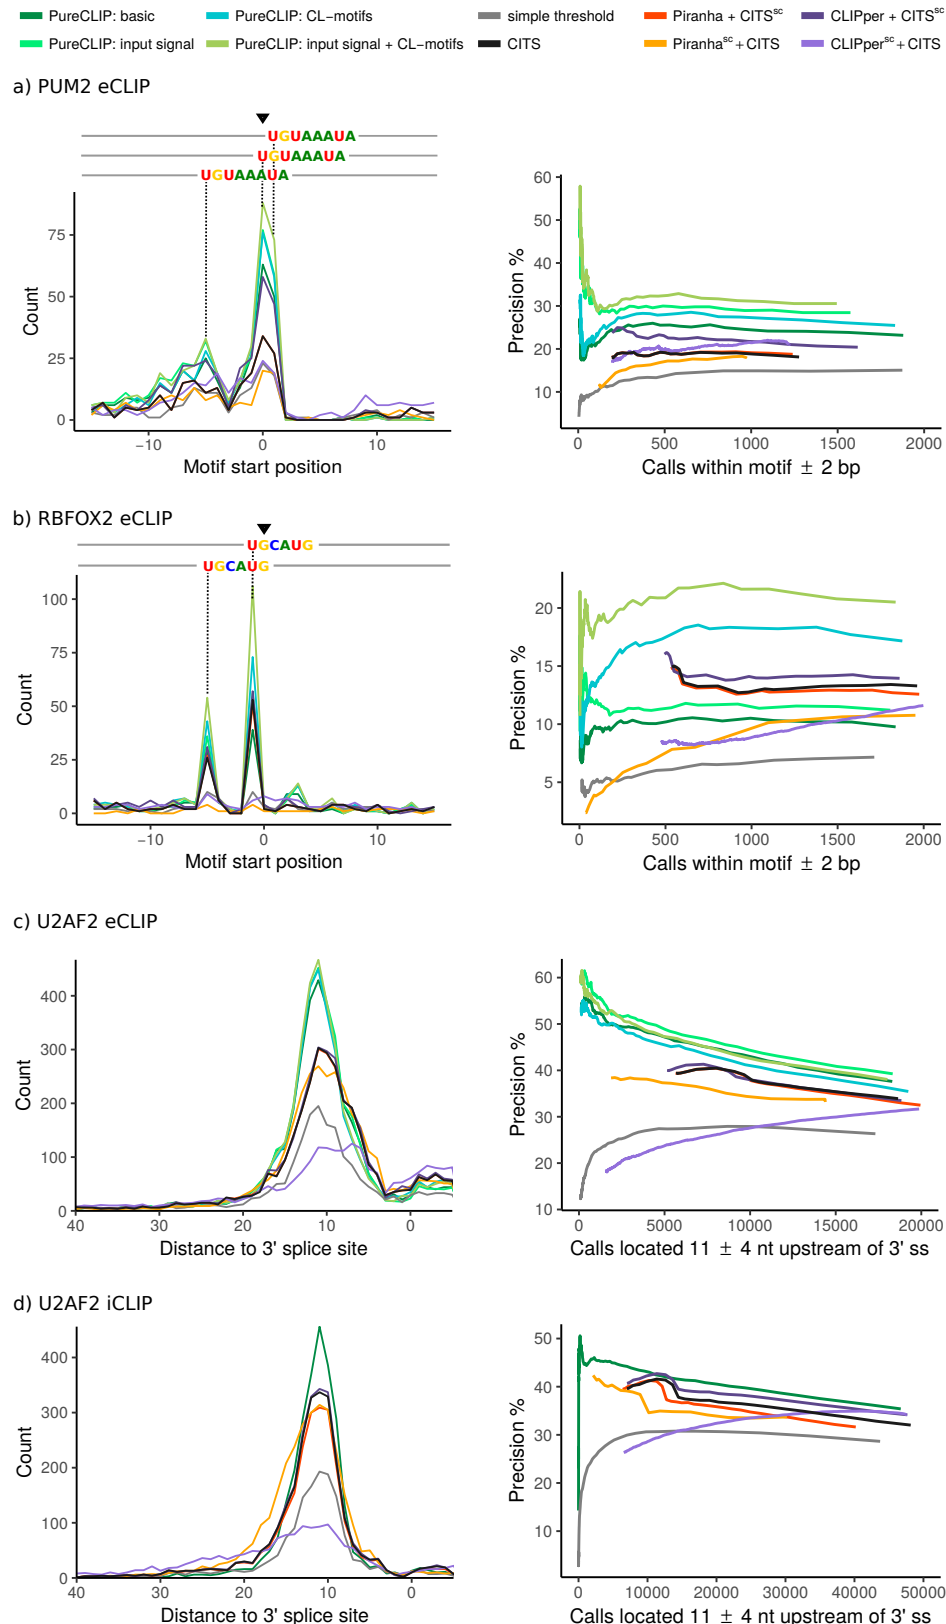 PureCLIP: basic PureCLIP: CL-motifs simple threshold Piranha + CITSsc CLIPper + CITSsc
PureCLIP: input signal PureCLIP: input signal + CL-motifs CITS Piranhasc + CITS CLIPpersc + CITS
a) PUM2 eCLIP
UGUAAAUA
UGUAAAUA
UGUAAAUA
Count
75
50
25
0
−10 0 10
Motif start position
Precision %
60
50
40
30
20
10
0 500 1000 1500 2000
Calls within motif ± 2 bp
b) RBFOX2 eCLIP
UGCAUG
UGCAUG
Count
100
75
50
25
0
−10 0 10
Motif start position
Precision %
20
15
10
5
0 500 1000 1500 2000
Calls within motif ± 2 bp
c) U2AF2 eCLIP
Count
400
300
200
100
0
40 30 20 10 0
Distance to 3' splice site
Precision %
60
50
40
30
20
10
0 5000 10000 15000 20000
Calls located 11 ± 4 nt upstream of 3' ss
d) U2AF2 iCLIP
Count
400
300
200
100
0
40 30 20 10 0
Distance to 3' splice site
Precision %
50
40
30
20
10
0 10000 20000 30000 40000 50000
Calls located 11 ± 4 nt upstream of 3' ss